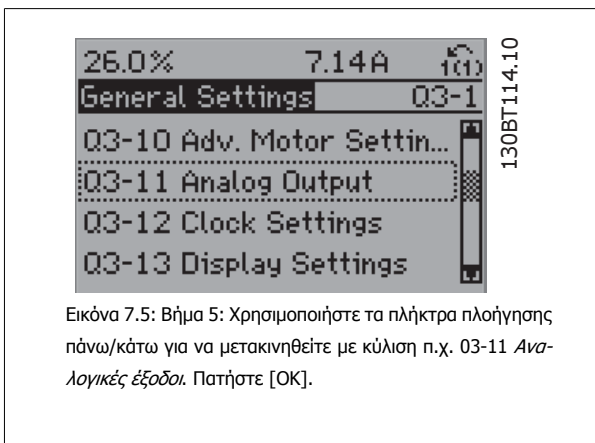 26.0% 7.14A 1(1)
General Settings Q3-1
Q3-10 Adv. Motor Settin...
Q3-11 Analog Output
Q3-12 Clock Settings
Q3-13 Display Settings
130BT114.10
Εικόνα 7.5: Βήμα 5: Χρησιμοποιήστε τα πλήκτρα πλοήγησης
πάνω/κάτω για να μετακινηθείτε με κύλιση π.χ. 03-11 Ανα-
λογικές έξοδοι. Πατήστε [OK].